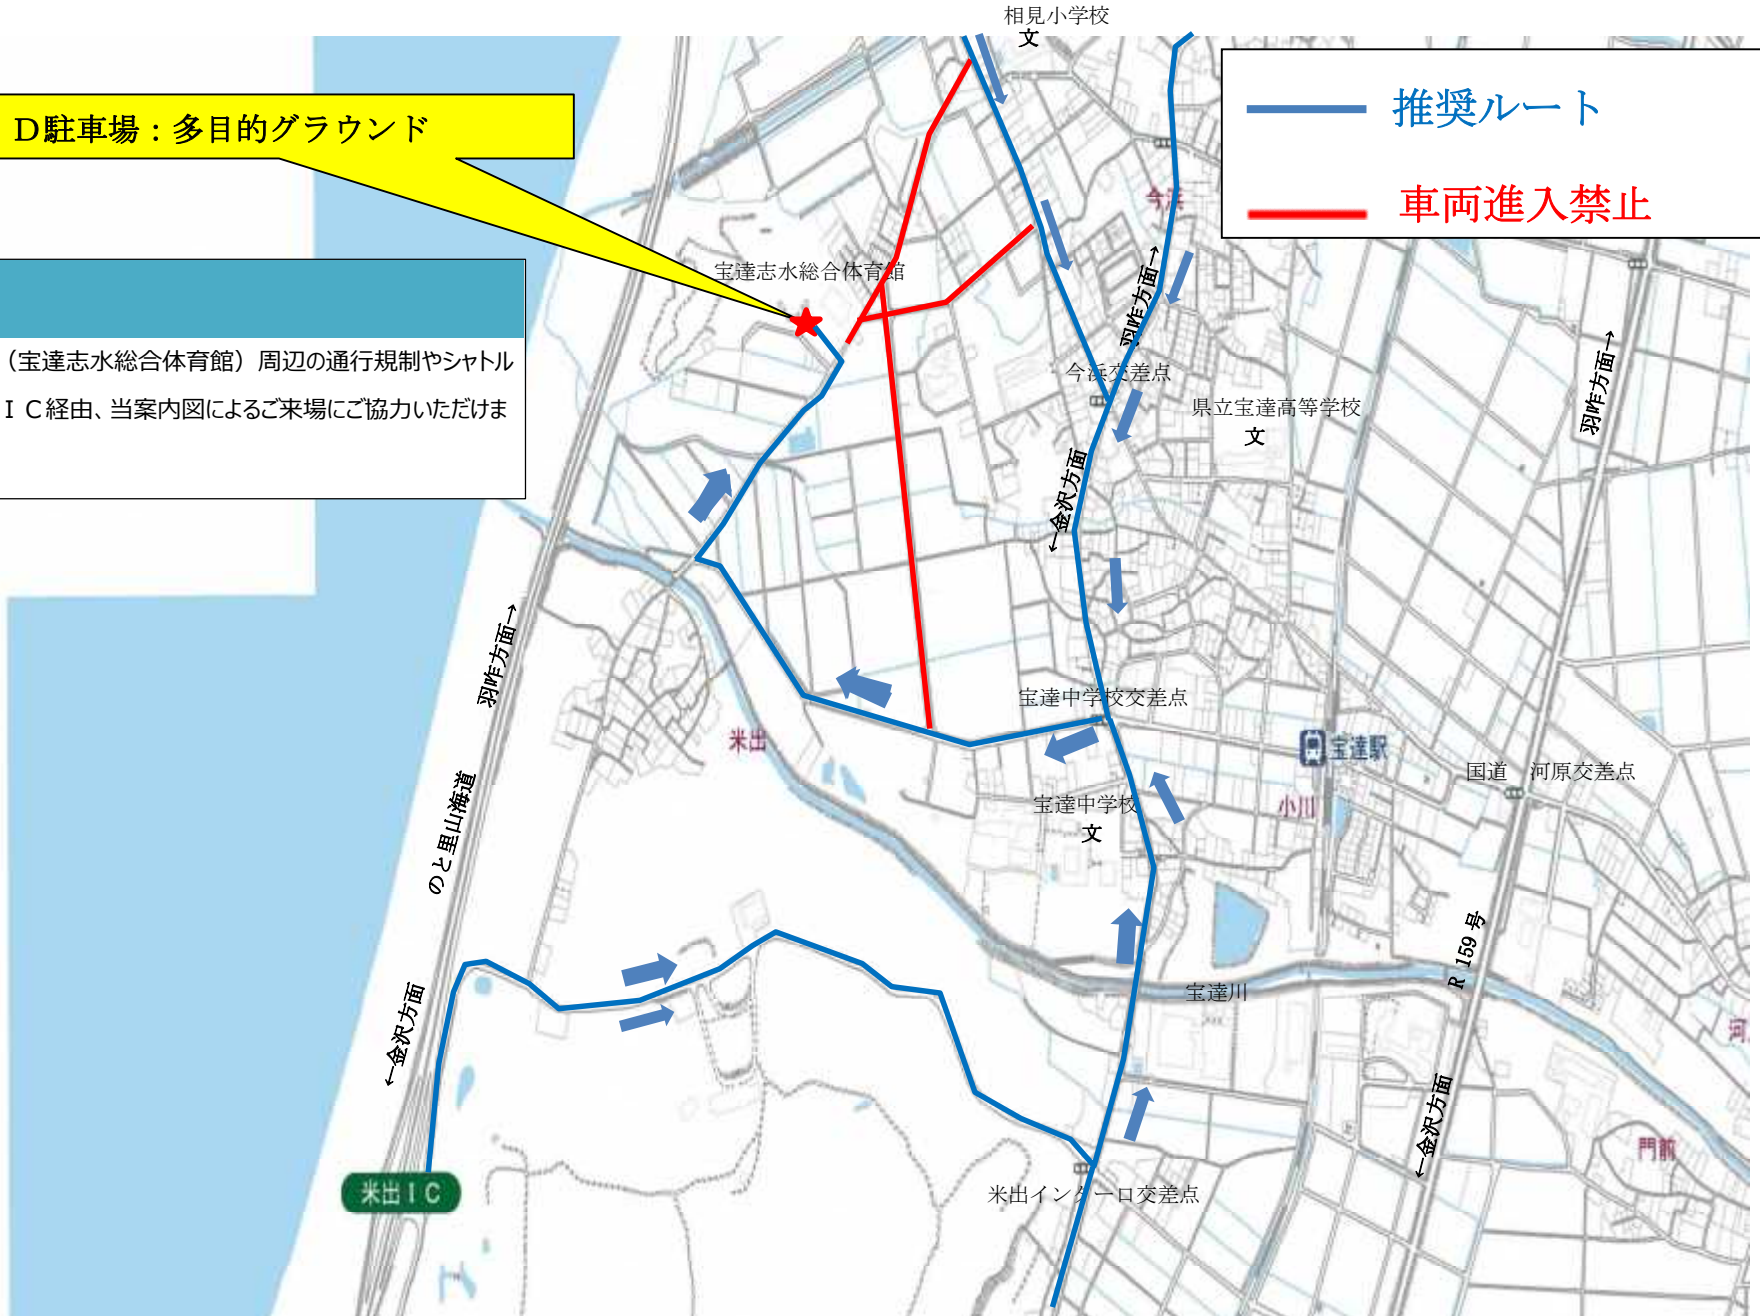 相見小学校
文
推奨ルート
車両進入禁止
D駐車場：多目的グラウンド
今浜
宝達志水総合体育館
羽咋方面→
（宝達志水総合体育館）周辺の通行規制やシャトル
ＩＣ経由、当案内図によるご来場にご協力いただけま
今浜交差点
県立宝達高等学校
文
羽咋方面→
←金沢方面
羽咋方面→
宝達中学校交差点
米出
宝達駅
国道　河原交差点
宝達中学校
文
小川
のと里山海道
R 159 号
宝達川
←金沢方面
←金沢方面
門前
米出ＩＣ
米出インター口交差点